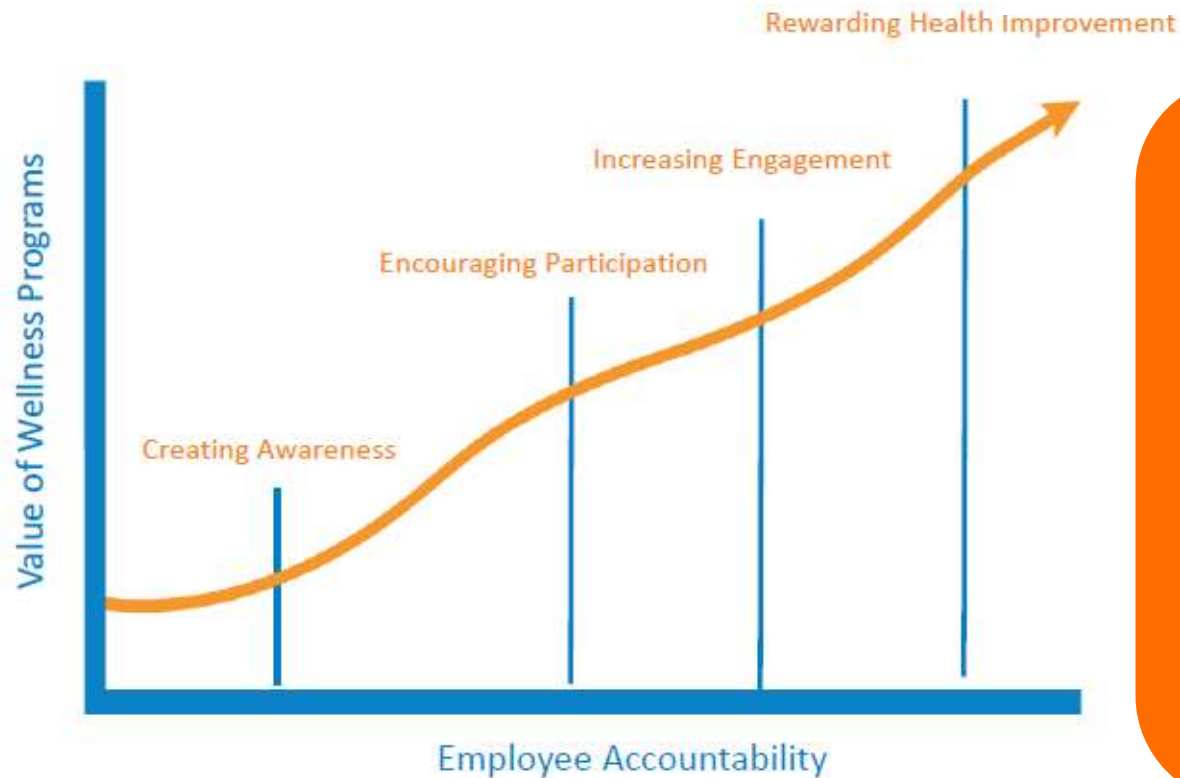 Rewarding Health Improvement
Increasing Engagement
Encouraging Participation
Creating Awareness
Value of Wellness Programs
Employee Accountability